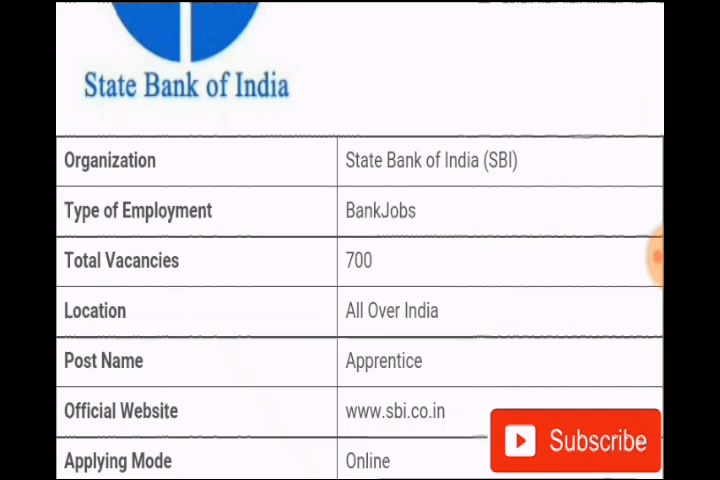 State Bank of India
Organization State Bank of India (SBI)
Type of Employment BankJobs
Total Vacancies 700
Location All Over India
Post Name Apprentice
Official Website www.sbi.co.in
Subscribe
Applying Mode Online